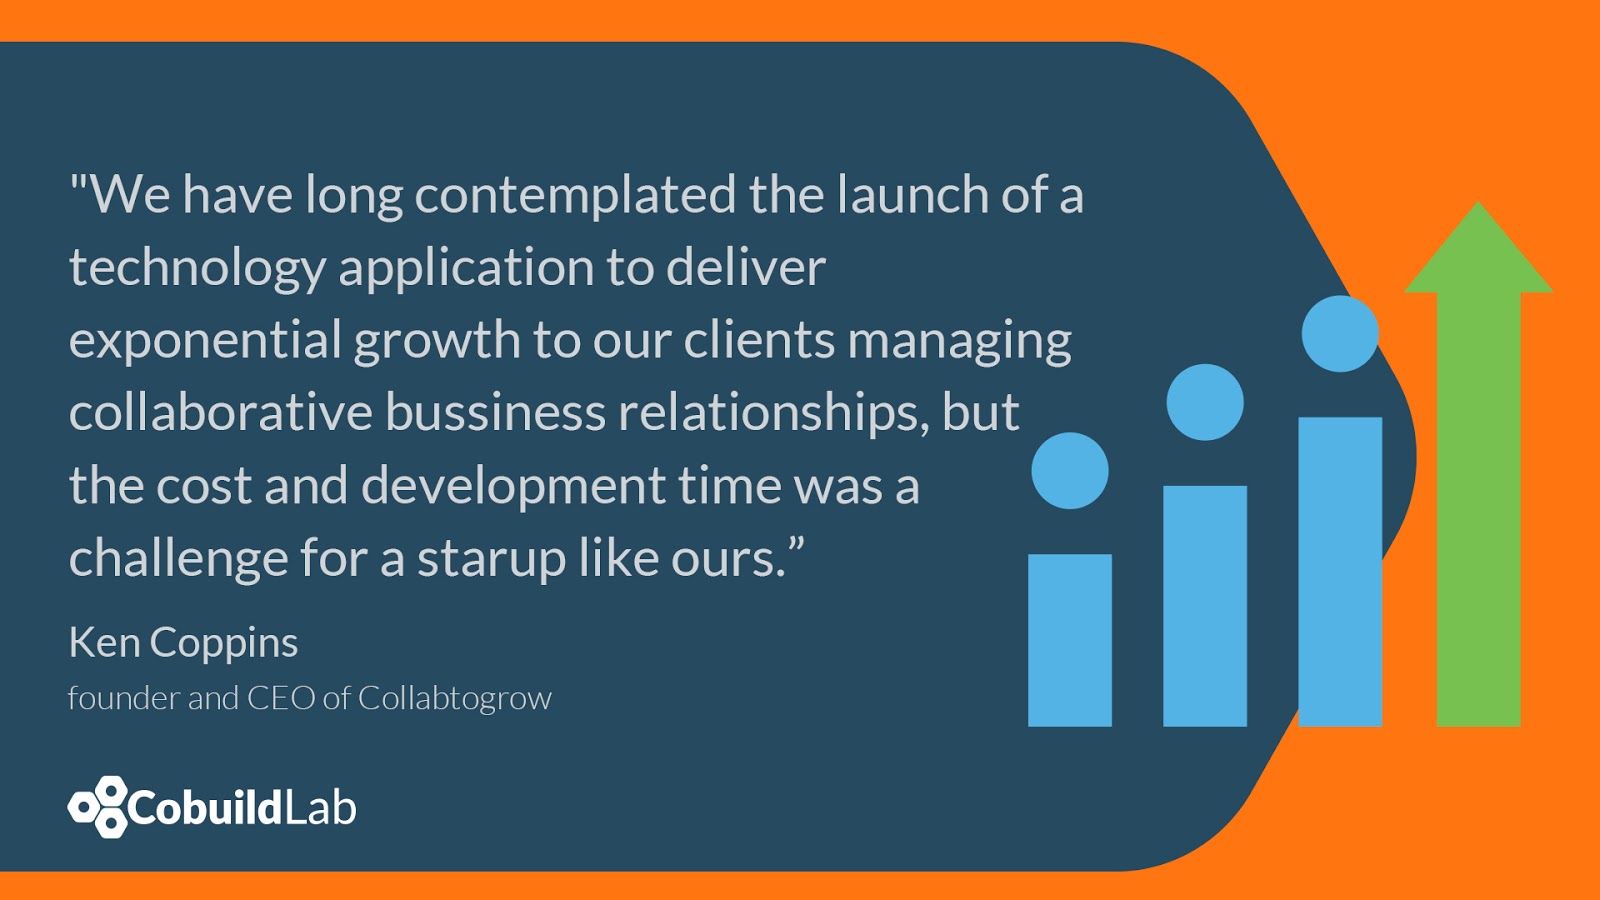 "We have long contemplated the launch of a
technology application to deliver
exponential growth to our clients managing
collaborative bussiness relationships, but
the cost and development time was a
challenge for a starup like ours.”
Ken Coppins
founder and CEO of Collabtogrow
CobuildLab